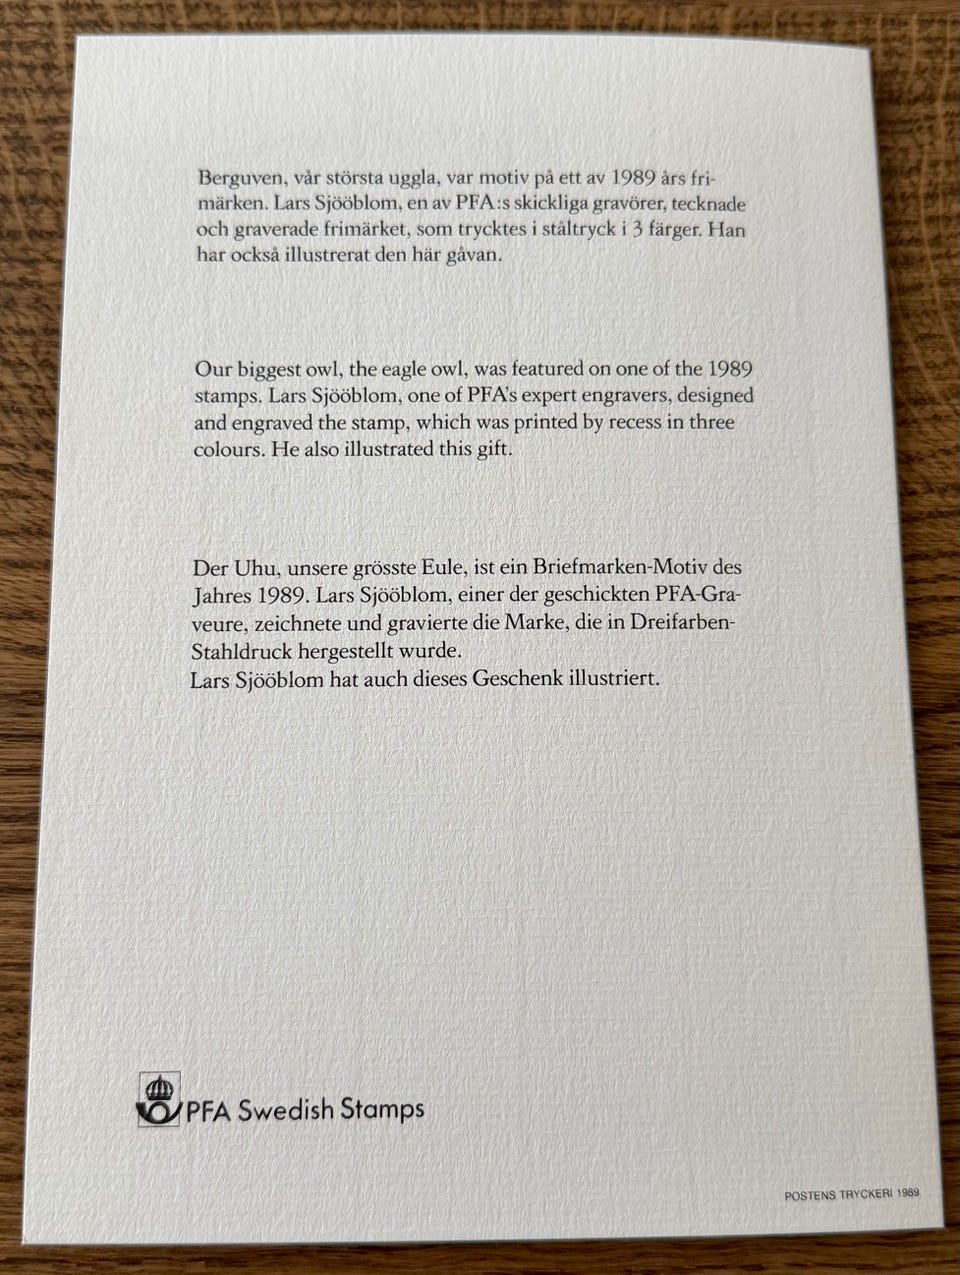 Berguven, vår största uggla, var motiv på ett av 1989 års fri-
märken. Lars Sjööblom, en av PFA:s skickliga gravörer, tecknade
och graverade frimärket, som trycktes i ståltryck i 3 färger. Han
har också illustrerat den här gåvan.
Our biggest owl, the eagle owl, was featured on one of the 1989
stamps. Lars Sjööblom, one of PFA's expert engravers, designed
and engraved the stamp, which was printed by recess in three
colours. He also illustrated this gift.
Der Uhu, unsere grösste Eule, ist ein Briefmarken-Motiv des
Jahres 1989. Lars Sjööblom, einer der geschickten PFA-Gra-
veure, zeichnete und gravierte die Marke, die in Dreifarben-
Stahldruck hergestellt wurde.
Lars Sjööblom hat auch dieses Geschenk illustriert.
PFA Swedish Stamps
POSTENS TRYCKERI 1989